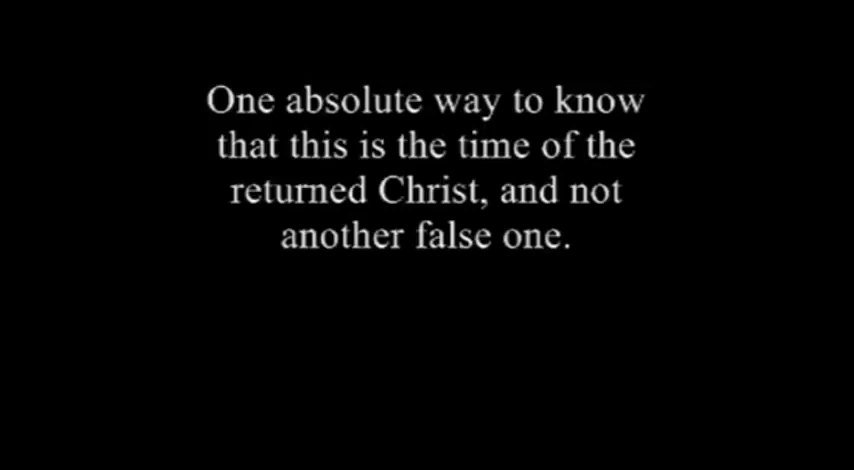 One absolute way to know
that this is the time of the
returned Christ, and not
another false one.